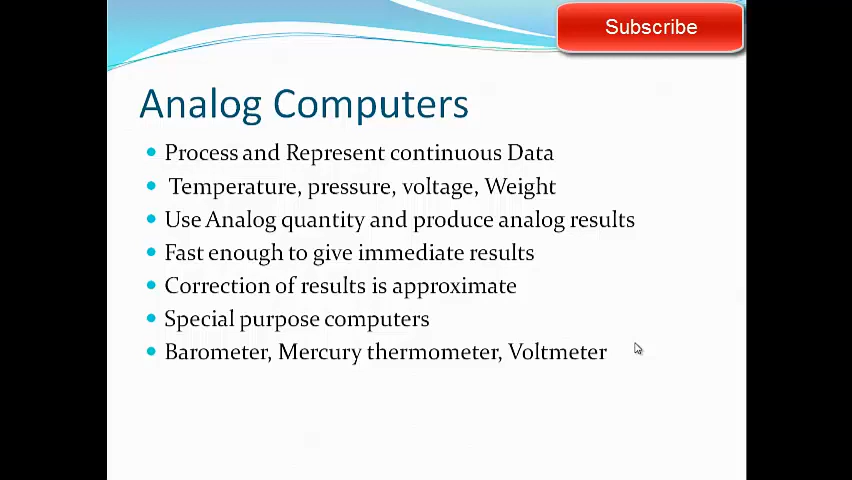 Subscribe
Analog Computers
• Process and Represent continuous Data
• Temperature, pressure, voltage, Weight
• Use Analog quantity and produce analog results
• Fast enough to give immediate results
• Correction of results is approximate
• Special purpose computers
• Barometer, Mercury thermometer, Voltmeter